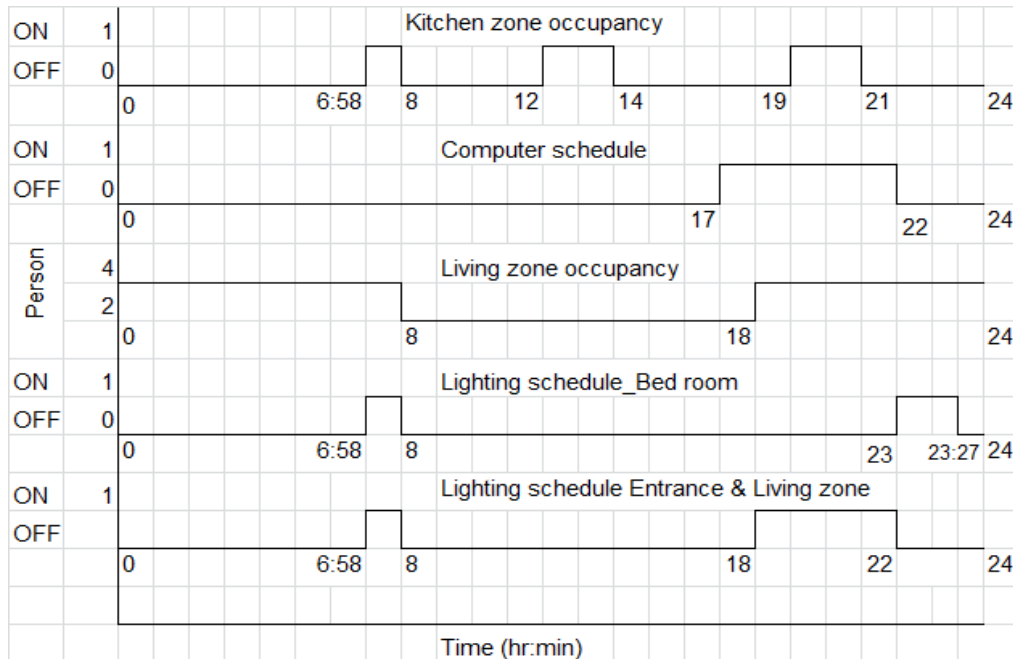 Kitchen zone occupancy
ON 1
OFF 0
0 6:58 8 12 14 19 21 24
Computer schedule
ON 1
OFF 0
0 17 22 24
Person
Living zone occupancy
4
2
0 8 18 24
Lighting schedule_Bed room
ON 1
OFF 0
0 6:58 8 23 23:27 24
Lighting schedule Entrance & Living zone
ON 1
OFF
0 6:58 8 18 22 24
Time (hr:min)